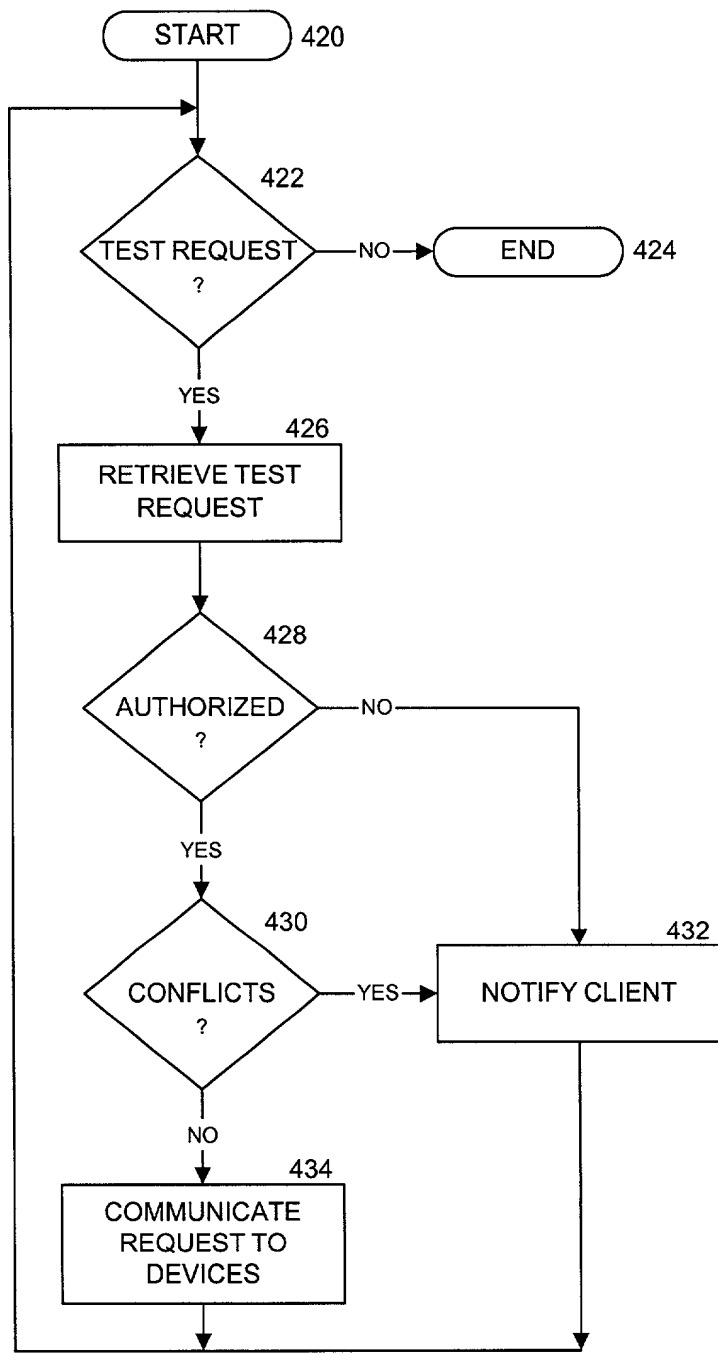 START
420
422
TEST REQUEST
?
NO
END
424
YES
426
RETRIEVE TEST
REQUEST
428
AUTHORIZED
?
NO
YES
430
CONFLICTS
?
YES
432
NOTIFY CLIENT
NO
434
COMMUNICATE
REQUEST TO
DEVICES